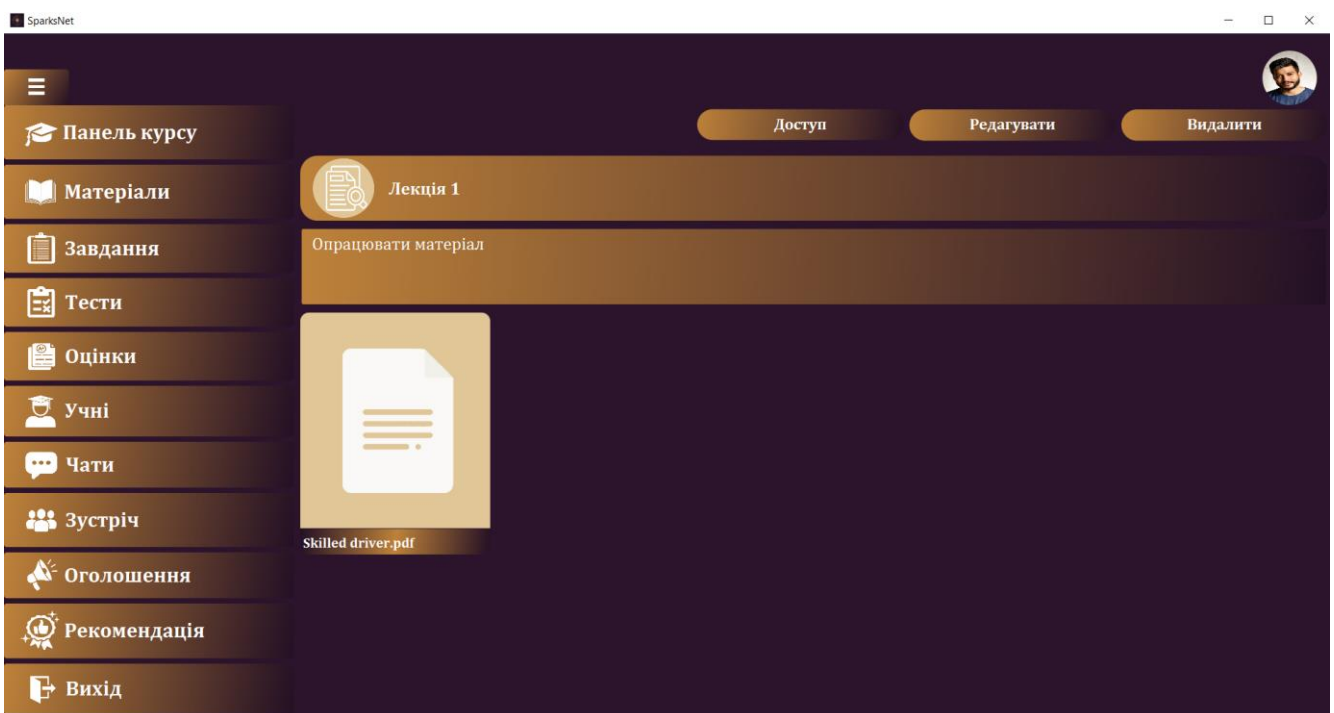 SparksNet
Доступ
Редагувати
Видалити
Панель курсу
Матеріали
Завдання
Тести
Оцінки
Учні
Чати
Зустріч
Оголошення
Рекомендація
Вихід
Лекція 1
Опрацювати матеріал
Skilled driver.pdf